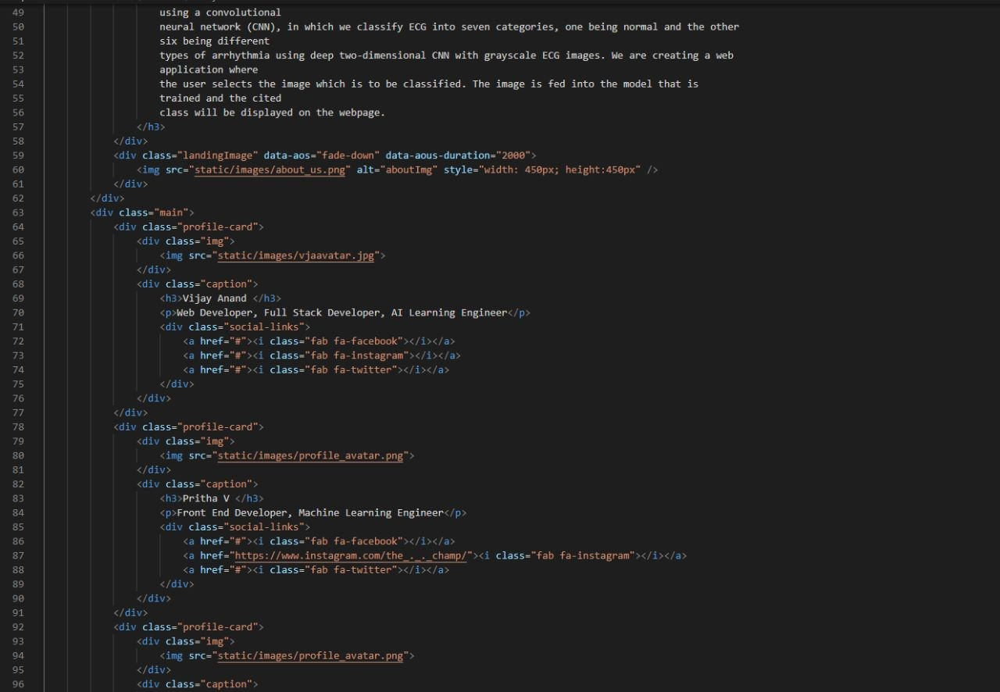 49 using a convolutional
50 neural network (CNN), in which we classify ECG into seven categories, one being normal and the other
51 six being different
52 types of arrhythmia using deep two-dimensional CNN with grayscale ECG images. We are creating a web
53 application where
54 the user selects the image which is to be classified. The image is fed into the model that is
55 trained and the cited
56 class will be displayed on the webpage.
57 </h3>
58 </div>
59 <div class="landingImage" data-aos="fade-down" data-aous-duration="2000">
60 <img src="static/images/about_us.png" alt="aboutImg" style="width: 450px; height:450px" />
61 </div>
62 </div>
63 <div class="main">
64 <div class="profile-card">
65 <div class="img">
66 <img src="static/images/vjaavatar.jpg">
67 </div>
68 <div class="caption">
69 <h3>Vijay Anand </h3>
70 <p>Web Developer, Full Stack Developer, AI Learning Engineer</p>
71 <div class="social-links">
72 <a href="#"><i class="fab fa-facebook"></i></a>
73 <a href="#"><i class="fab fa-instagram"></i></a>
74 <a href="#"><i class="fab fa-twitter"></i></a>
75 </div>
76 </div>
77 </div>
78 <div class="profile-card">
79 <div class="img">
80 <img src="static/images/profile_avatar.png">
81 </div>
82 <div class="caption">
83 <h3>Pritha V </h3>
84 <p>Front End Developer, Machine Learning Engineer</p>
85 <div class="social-links">
86 <a href="#"><i class="fab fa-facebook"></i></a>
87 <a href="https://www.instagram.com/the_._._champ/"><i class="fab fa-instagram"></i></a>
88 <a href="#"><i class="fab fa-twitter"></i></a>
89 </div>
90 </div>
91 </div>
92 <div class="profile-card">
93 <div class="img">
94 <img src="static/images/profile_avatar.png">
95 </div>
96 <div class="caption">